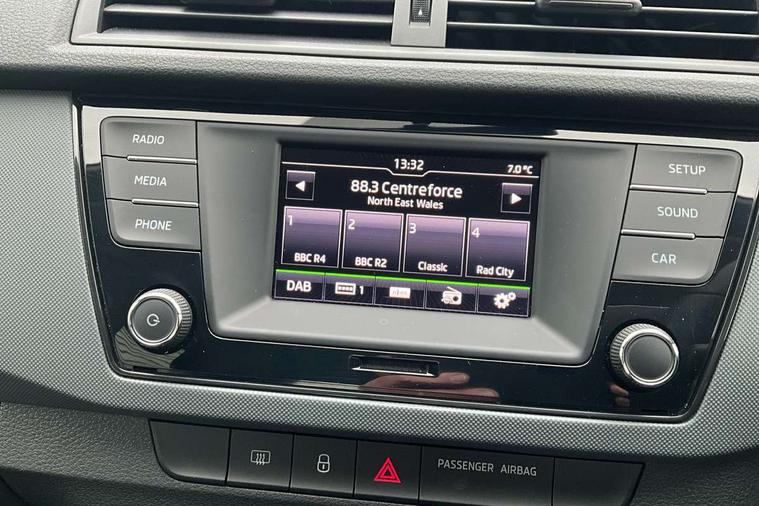 RADIO
MEDIA
PHONE
13:32
7.0°C
88.3 Centreforce
North East Wales
1
2
3
4
BBC R4
BBC R2
Classic
Rad City
DAB
1
SETUP
SOUND
CAR
PASSENGER AIRBAG